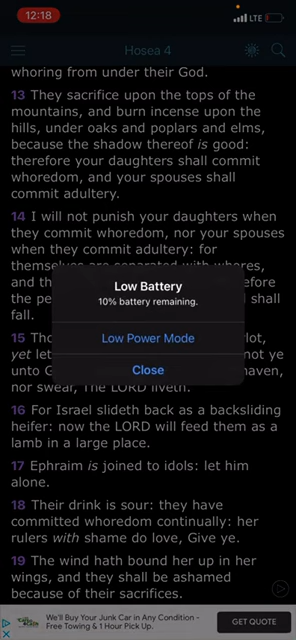 12:18
LTE
Hosea 4
whoring from under their God.
13 They sacrifice upon the tops of the
mountains, and burn incense upon the
hills, under oaks and poplars and elms,
because the shadow thereof is good:
therefore your daughters shall commit
whoredom, and your spouses shall
commit adultery.
14 I will not punish your daughters when
they commit whoredom, nor your spouses
when they commit adultery: for
themselves are separated with whores,
Low Battery
10% battery remaining.
shall
fall.
Low Power Mode
yet let
not ye
unto
Close
nor swear, The LORD liveth.
16 For Israel slideth back as a backsliding
heifer: now the LORD will feed them as a
lamb in a large place.
17 Ephraim is joined to idols: let him
alone.
18 Their drink is sour: they have
committed whoredom continually: her
rulers with shame do love, Give ye.
19 The wind hath bound her up in her
wings, and they shall be ashamed
because of their sacrifices.
We'll Buy your Junk Car in Any Condition -
Free Towing & 1 Hour Pick Up.
GET QUOTE